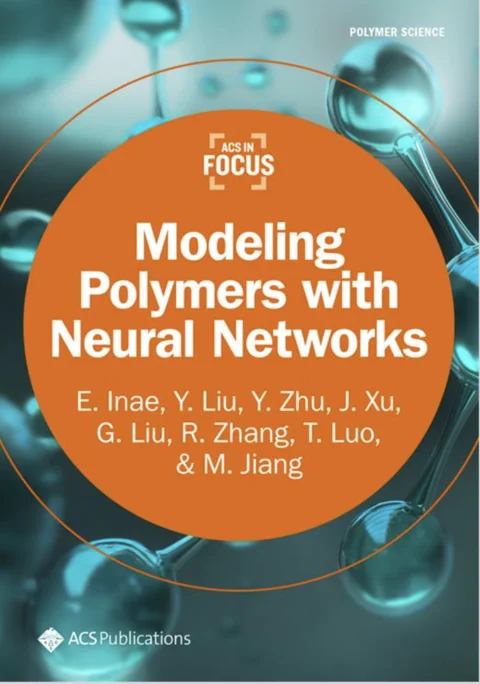 POLYMER SCIENCE
ACS IN
FOCUS
Modeling
Polymers with
Neural Networks
E. Inae, Y. Liu, Y. Zhu, J. Xu,
G. Liu, R. Zhang, T. Luo,
& M. Jiang
ACS Publications